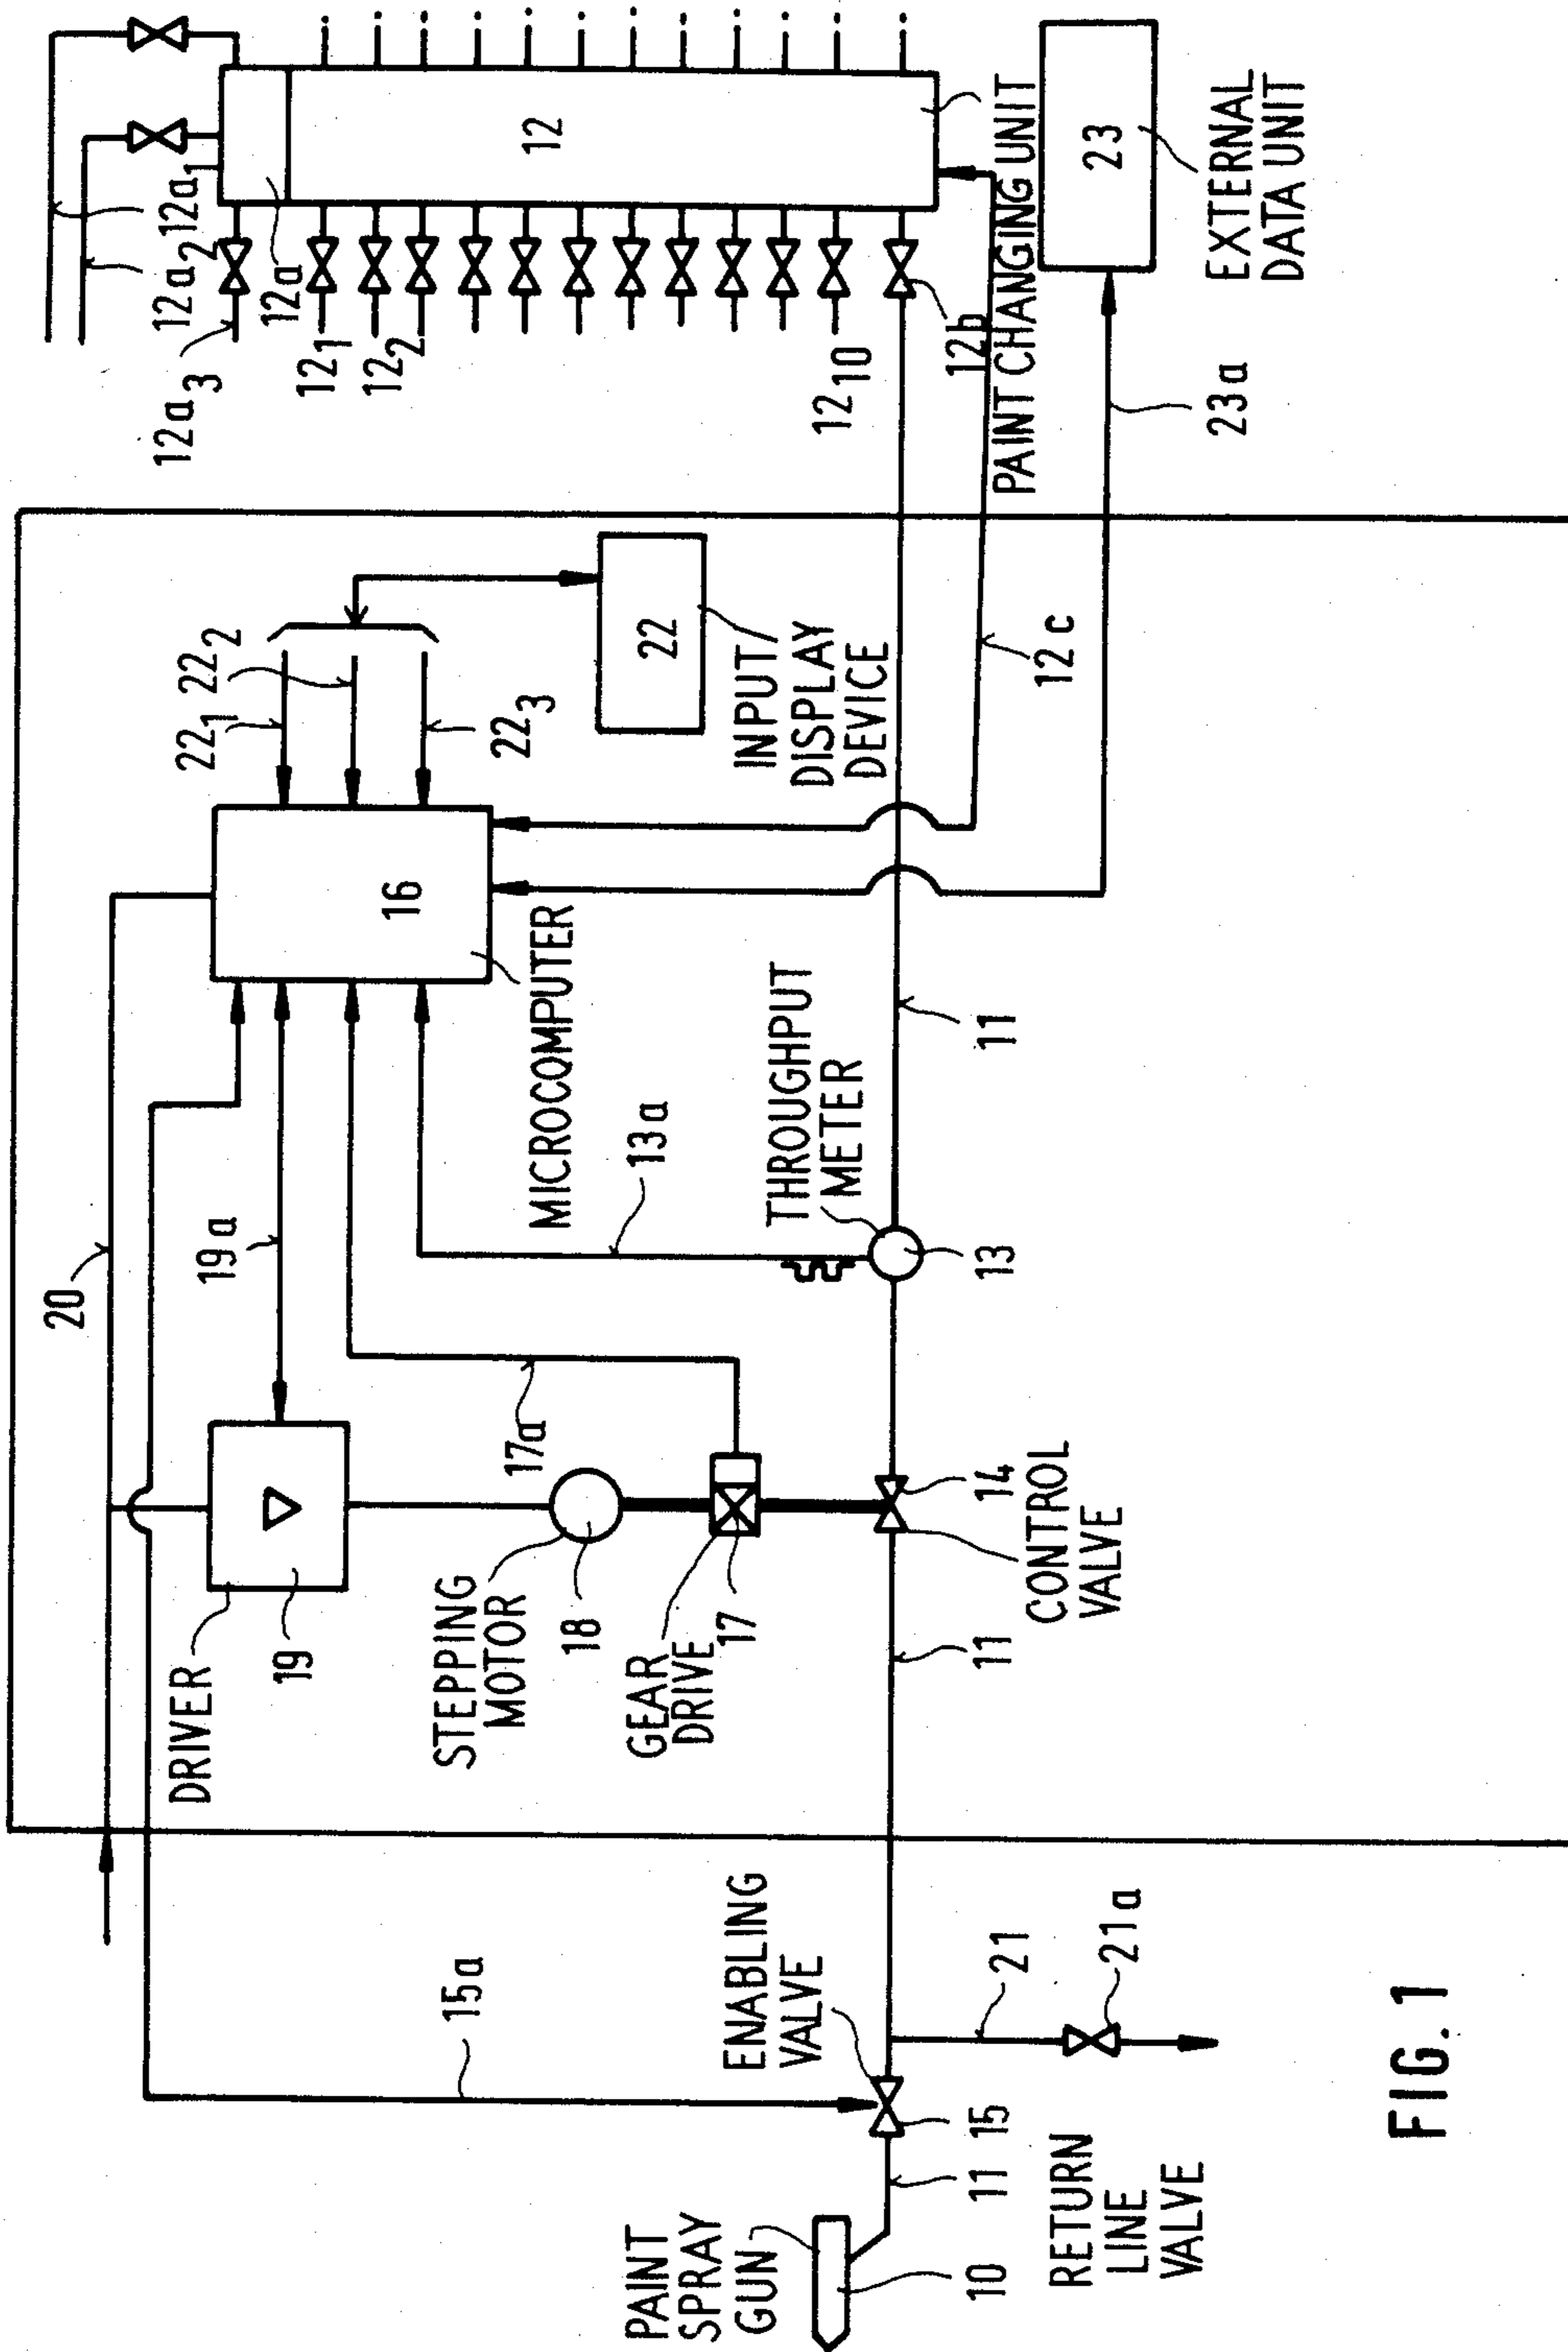 20
19a
15a
DRIVER
19
STEPPING
MOTOR
18
GEAR
DRIVE
17
17a
13a
MICROCOMPUTER
16
22₁
22₂
22₃
22
INPUT/
DISPLAY
DEVICE
12a₁
12a₂
12a₃
12a
12₁
12₂
12
12₁₀
12b
PAINT CHANGING UNIT
12c
23
23a
EXTERNAL
DATA UNIT
THROUGHPUT
METER
13
11
14
CONTROL
VALVE
11
ENABLING
VALVE
15
21
21a
RETURN
LINE
VALVE
11
PAINT
SPRAY
GUN
10
FIG. 1